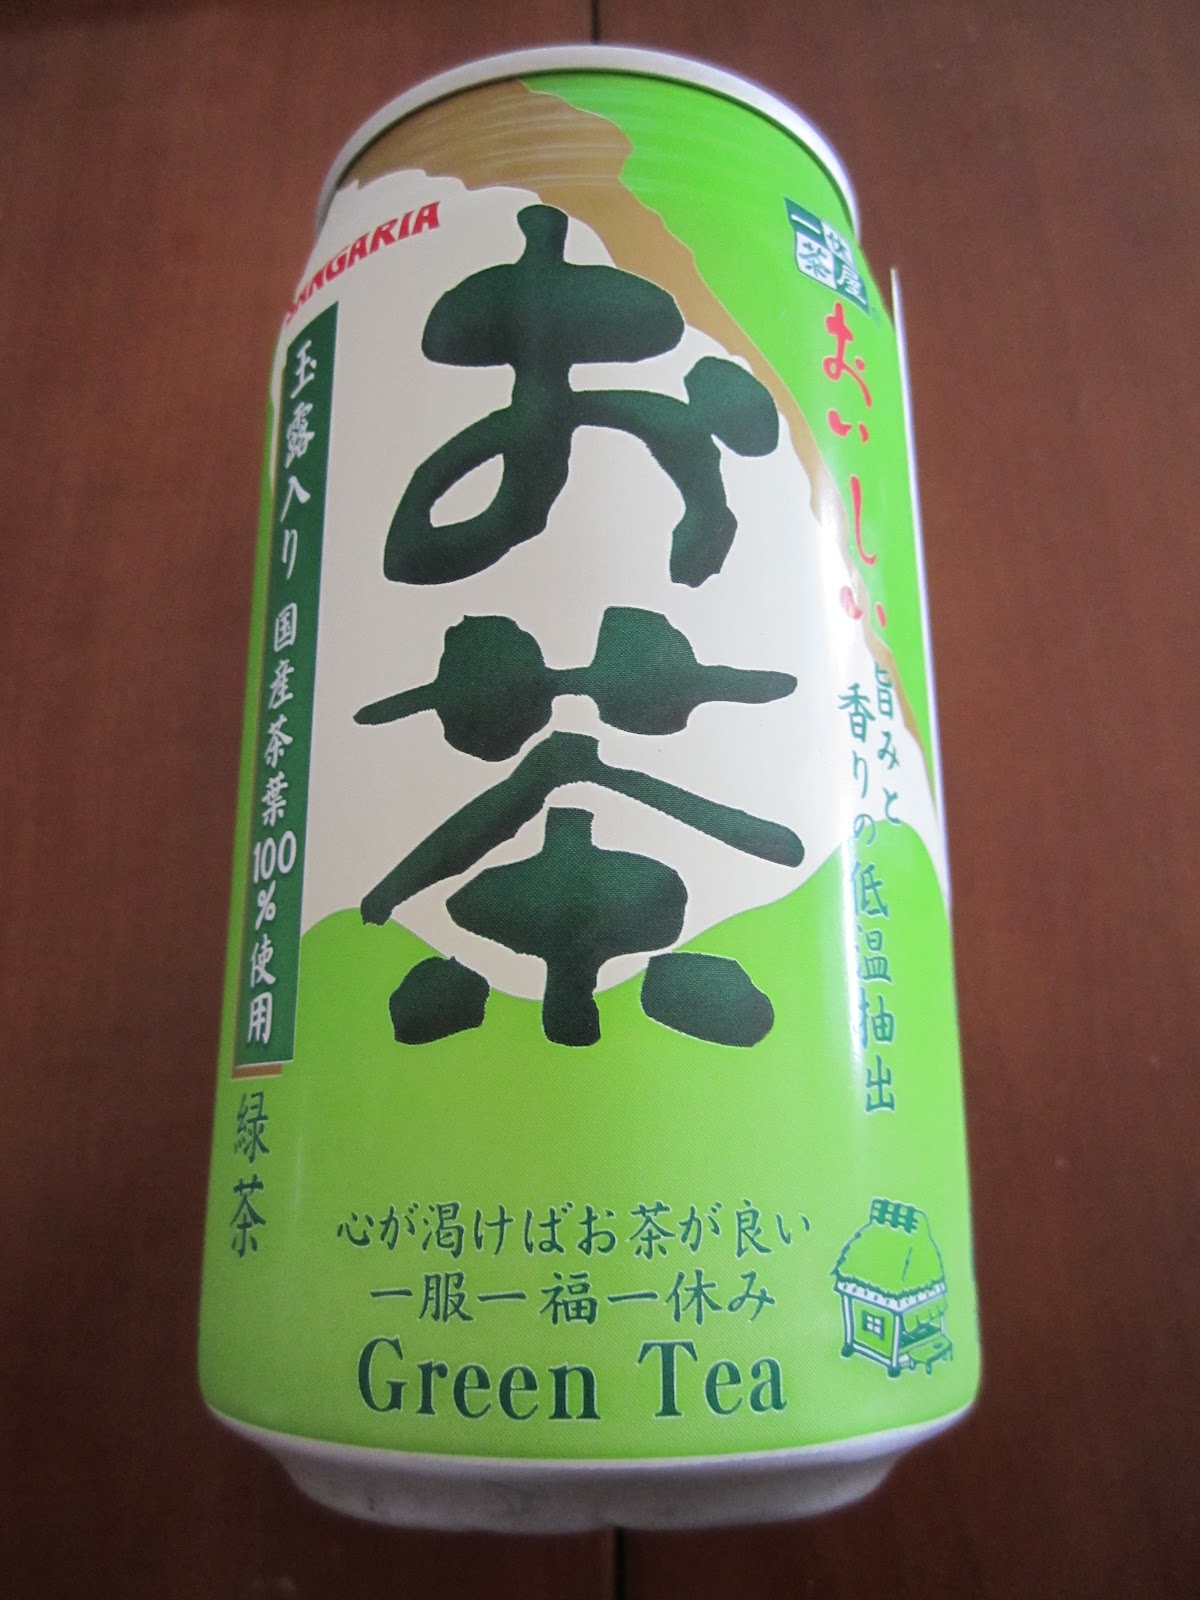 SANGARIA
一休茶屋
おいしい
お茶
玉露入り 国産茶葉100%使用
緑茶
旨みと
香りの低温抽出
心が渇けばお茶が良い
一服一福一休み
Green Tea